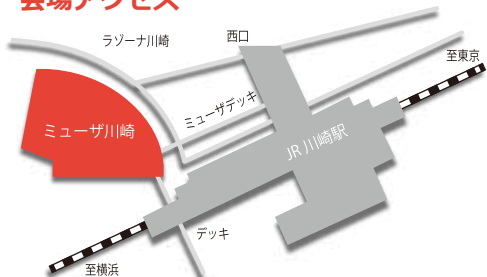 会場アクセス
ラゾーナ川崎
西口
至東京
ミューザデッキ
ミューザ川崎
JR 川崎駅
デッキ
至横浜